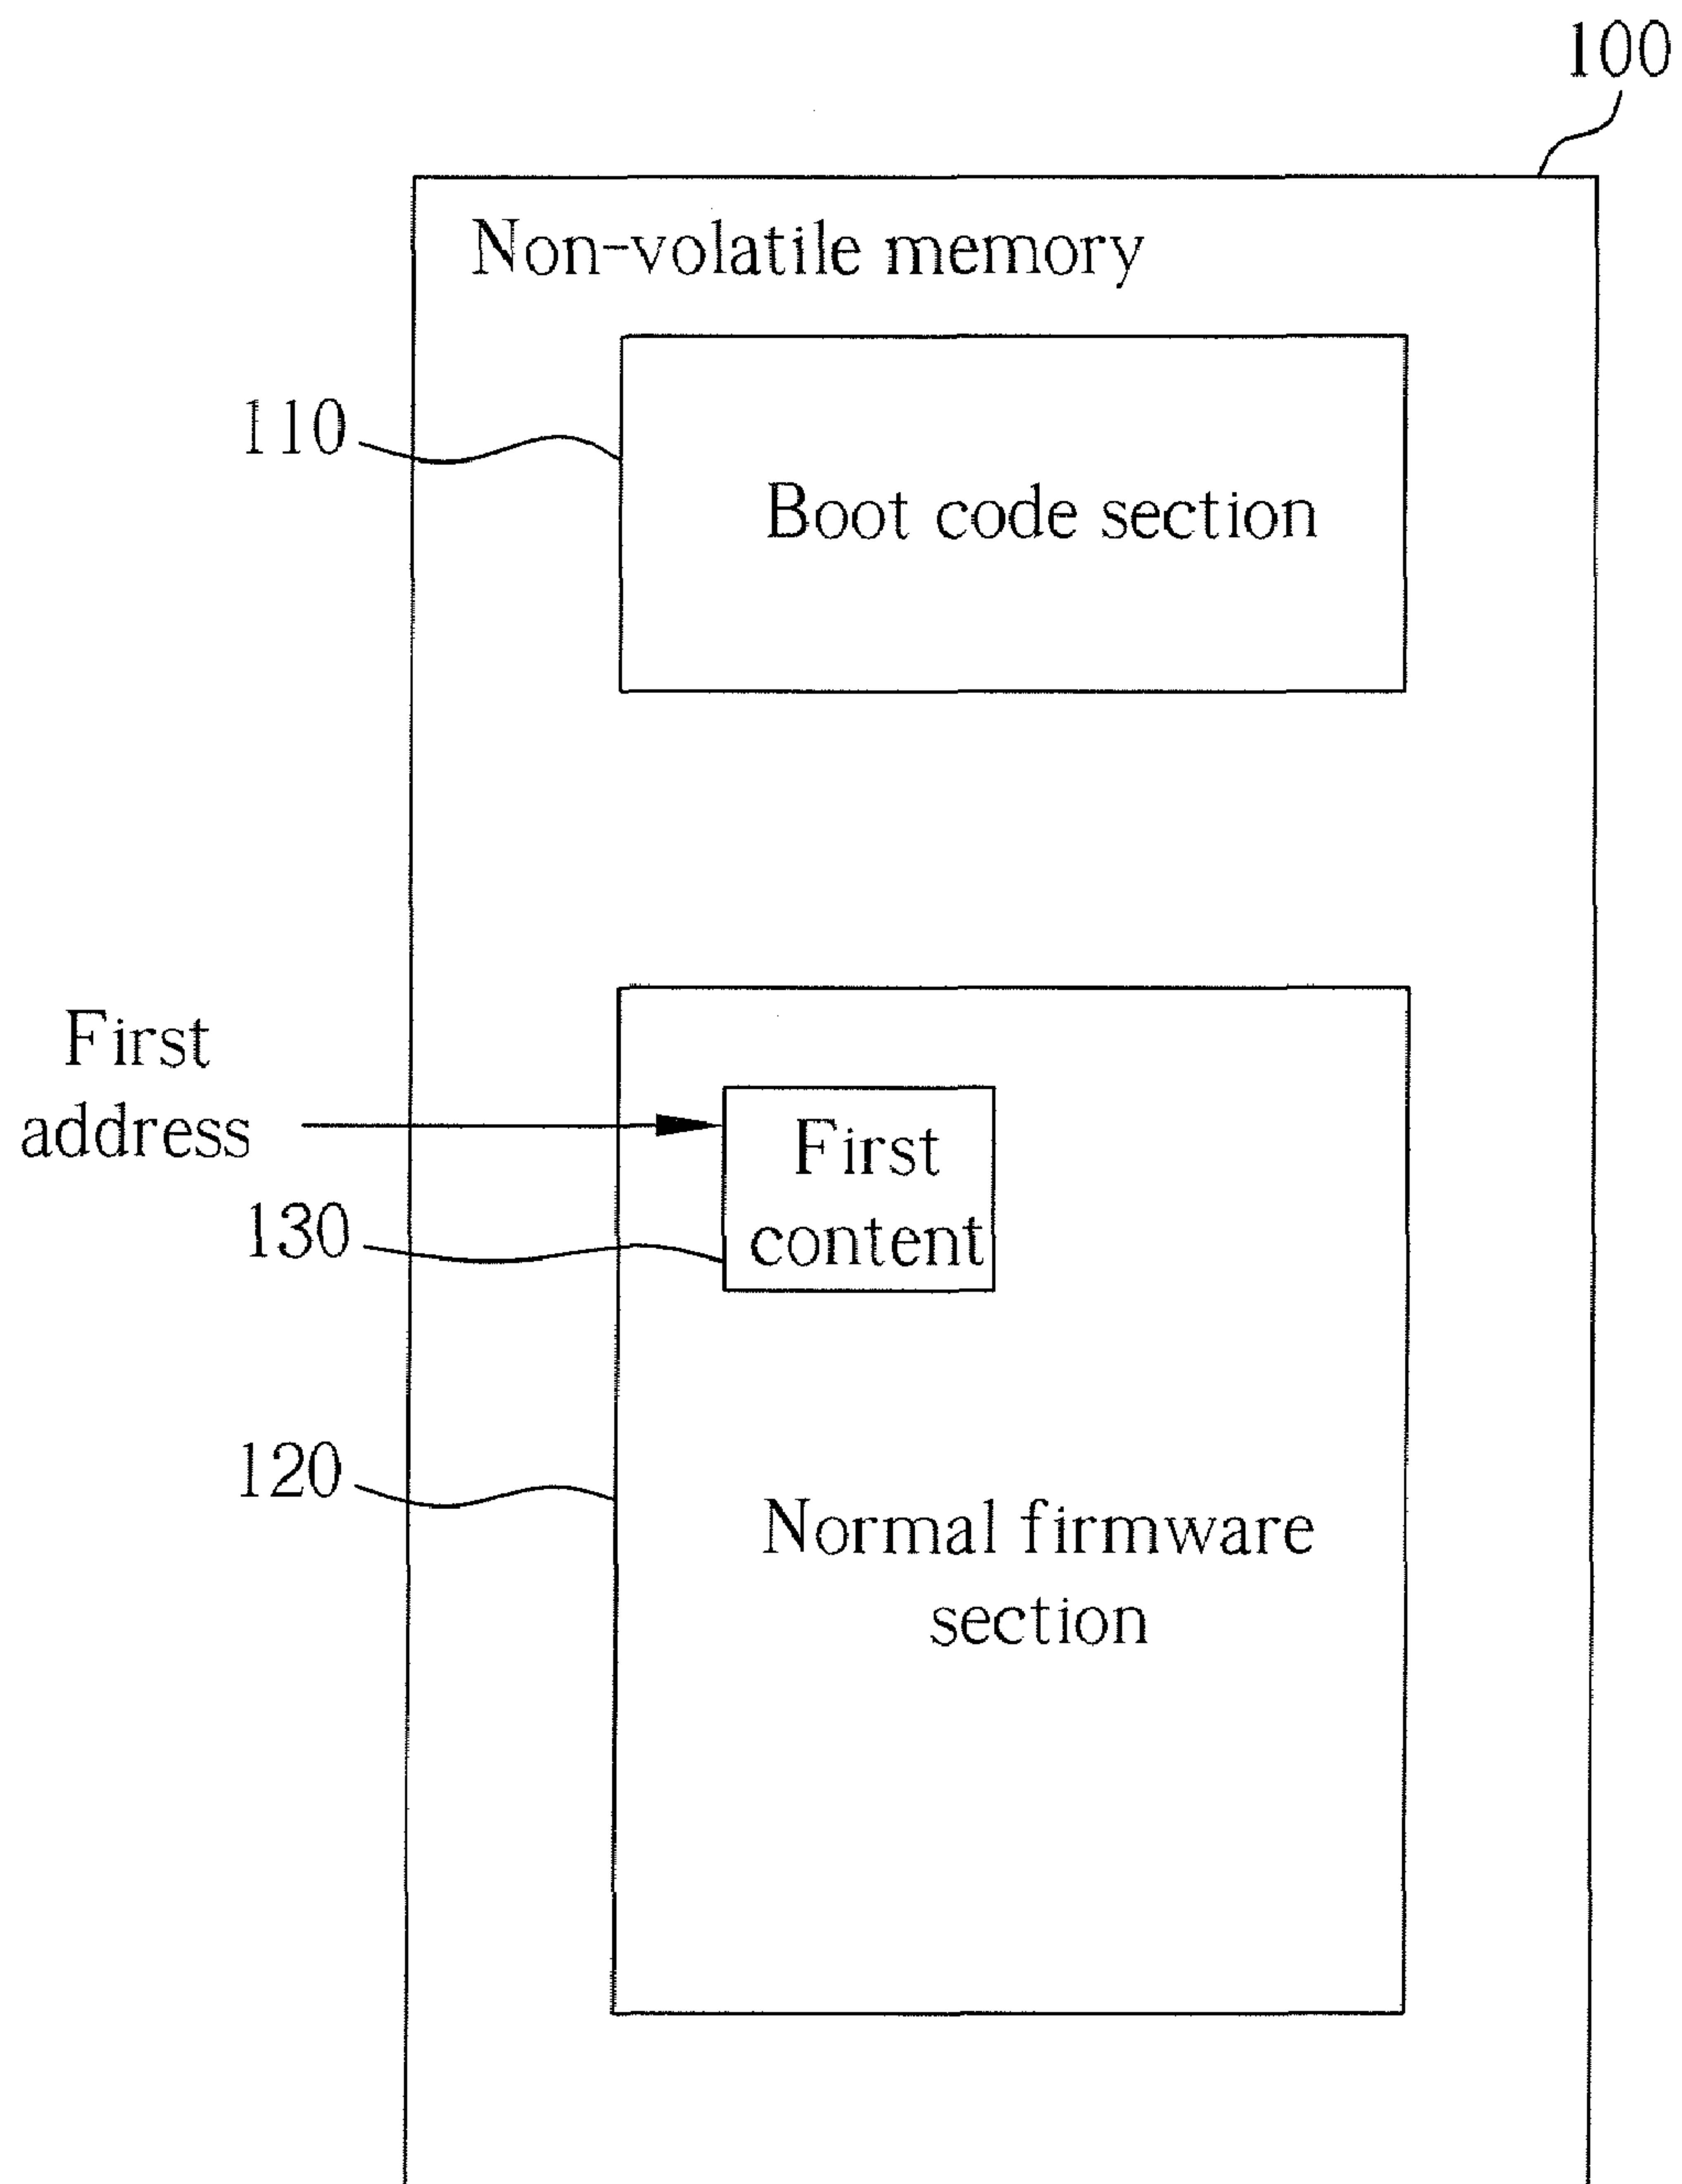 100
Non-volatile memory
110
Boot code section
First
address
First
content
130
120
Normal firmware
section